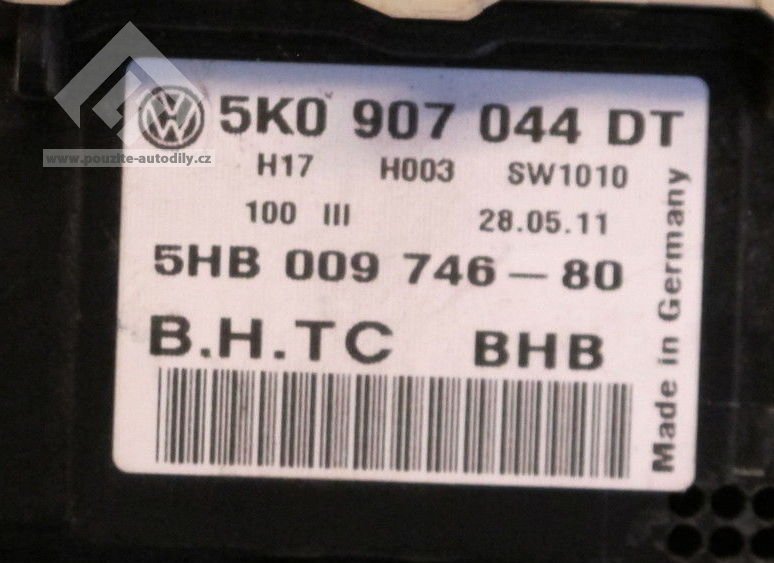 5K0 907 044 DT
www.pouzite-autodily.cz
H17 H003 SW1010
100 III 28.05.11
5HB 009 746-80
B.H.TC BHB
Made in Germany